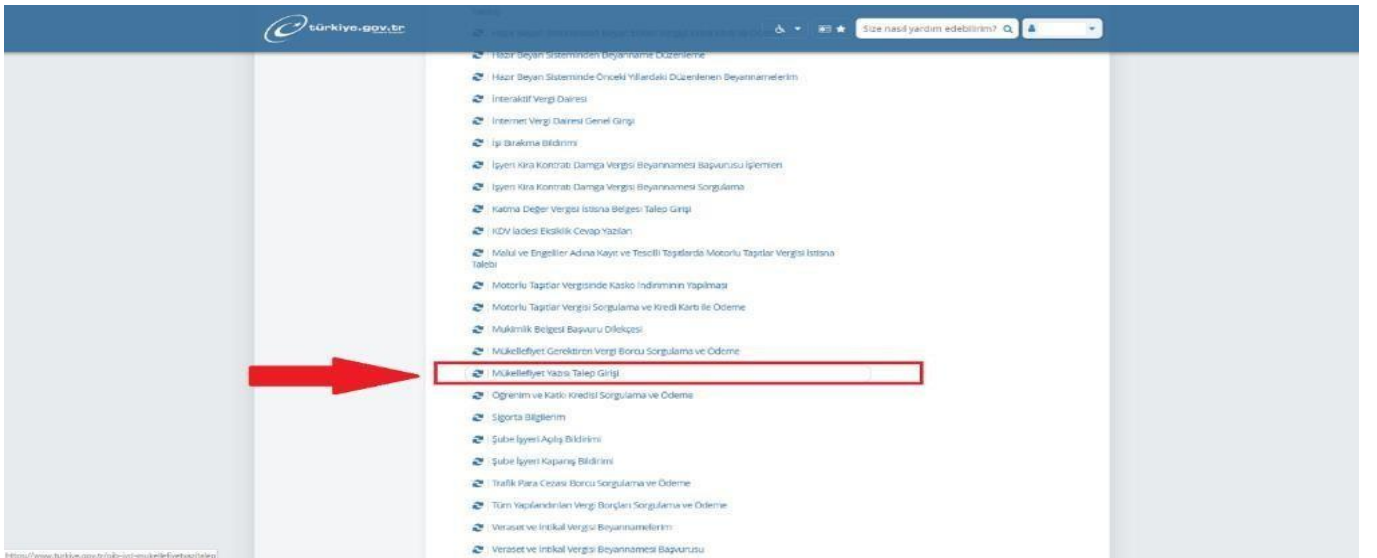 türkiye.gov.tr
Size nasıl yardım edebilirim?
Hazır Beyan Sisteminden Beyanname Düzenleme
Hazır Beyan Sisteminde Önceki Yıllardaki Düzenlenen Beyannamelerim
İnteraktif Vergi Dairesi
İnternet Vergi Dairesi Genel Girişi
İşi Bırakma Bildirimi
İşyeri Kira Kontratı Damga Vergisi Beyannamesi Başvurusu İşlemleri
İşyeri Kira Kontratı Damga Vergisi Beyannamesi Sorgulama
Katma Değer Vergisi İstisna Belgesi Talep Girişi
KDV İadesi Eksiklik Cevap Yazıları
Malul ve Engelliler Adına Kayıt ve Tescilli Taşıtlarda Motorlu Taşıtlar Vergisi İstisna
Talebi
Motorlu Taşıtlar Vergisinde Kasko İndiriminin Yapılması
Motorlu Taşıtlar Vergisi Sorgulama ve Kredi Kartı ile Ödeme
Mukimlik Belgesi Başvuru Dilekçesi
Mükellefiyet Gerektiren Vergi Borcu Sorgulama ve Ödeme
Mükellefiyet Yazısı Talep Girişi
Öğrenim ve Katkı Kredisi Sorgulama ve Ödeme
Sigorta Bilgilerim
Şube İşyeri Açılış Bildirimi
Şube İşyeri Kapanış Bildirimi
Trafik Para Cezası Borcu Sorgulama ve Ödeme
Tüm Yapılandırılan Vergi Borçları Sorgulama ve Ödeme
Veraset ve İntikal Vergisi Beyannamelerim
Veraset ve İntikal Vergisi Beyannamesi Başvurusu